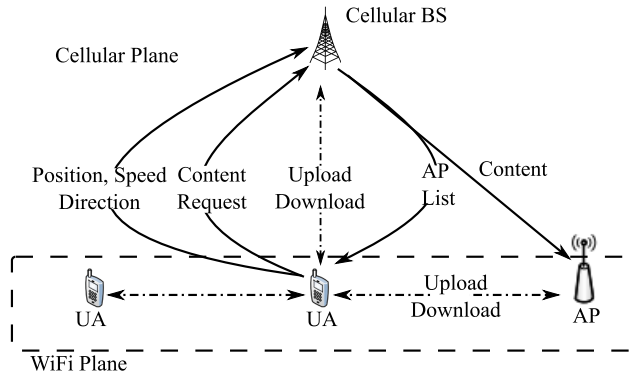 Cellular BS
Cellular Plane
Position, Speed
Direction
Content
Request
Upload
Download
AP
List
Content
Upload
Download
UA
UA
AP
WiFi Plane